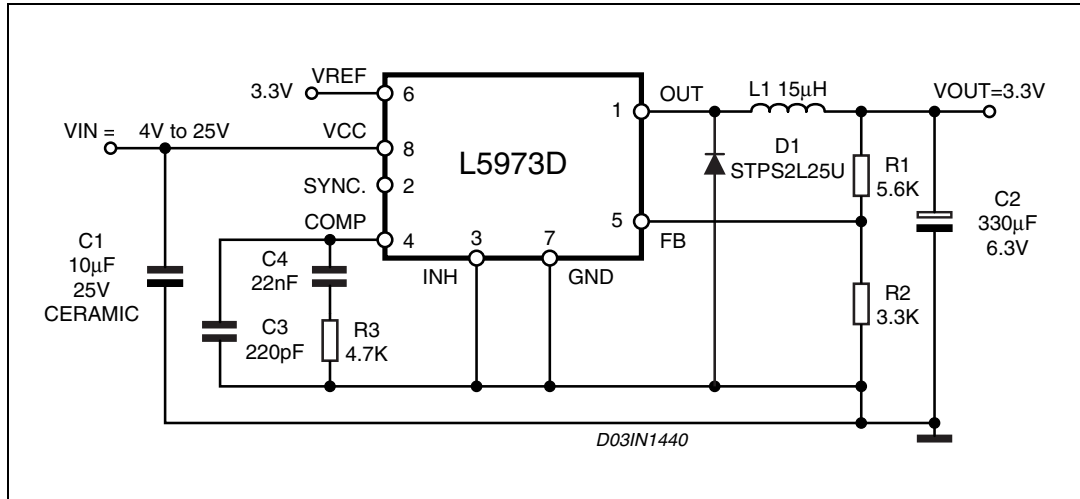 VREF
3.3V
6
VIN =
4V to 25V
VCC
8
SYNC.
2
COMP
4
L5973D
3
7
INH
GND
1
OUT
L1 15μH
VOUT=3.3V
D1
STPS2L25U
R1
5.6K
5
FB
C2
330μF
6.3V
R2
3.3K
C1
10μF
25V
CERAMIC
C4
22nF
C3
220pF
R3
4.7K
D03IN1440